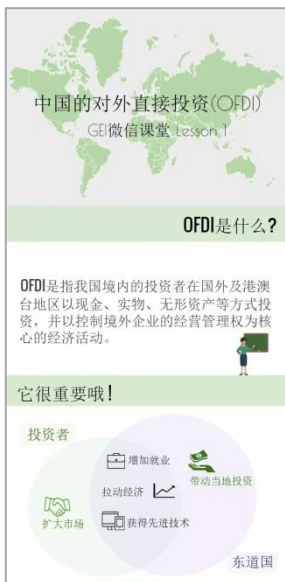 中国的对外直接投资(OFDI)
GEI微信课堂 Lesson 1
OFDI是什么?
OFDI是指我国境内的投资者在国外及港澳
台地区以现金、实物、无形资产等方式投
资，并以控制境外企业的经营管理权为核
心的经济活动。
它很重要哦!
投资者
增加就业
带动当地投资
拉动经济
扩大市场
获得先进技术
东道国